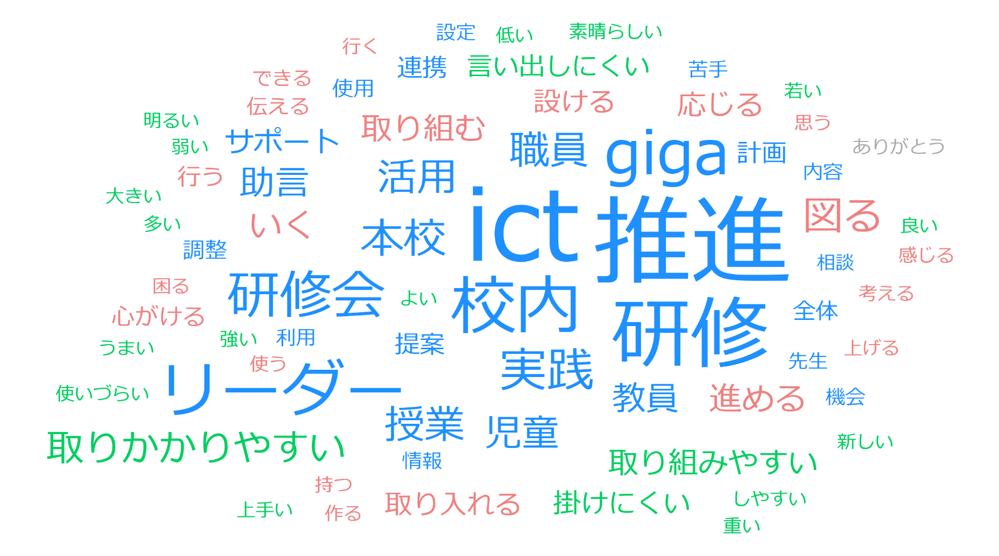 設定 低い 素晴らしい
行く
連携 言い出しにくい 苦手
できる 使用 若い
伝える 設ける 応じる
明るい 取り組む 思う
弱い サポート 職員 giga 計画 ありがとう
行う 助言 活用 内容
大きい ict 推進 図る
多い いく 本校 良い
調整 相談 感じる
困る 研修会 よい 校内 考える
心がける 研修 全体
うまい 強い 利用 提案 上げる
使う 実践 先生
使いづらい リーダー 教員 進める 機会
授業 児童
取りかかりやすい 新しい
情報 取り組みやすい
持つ
上手い 作る 取り入れる 掛けにくい しやすい
重い